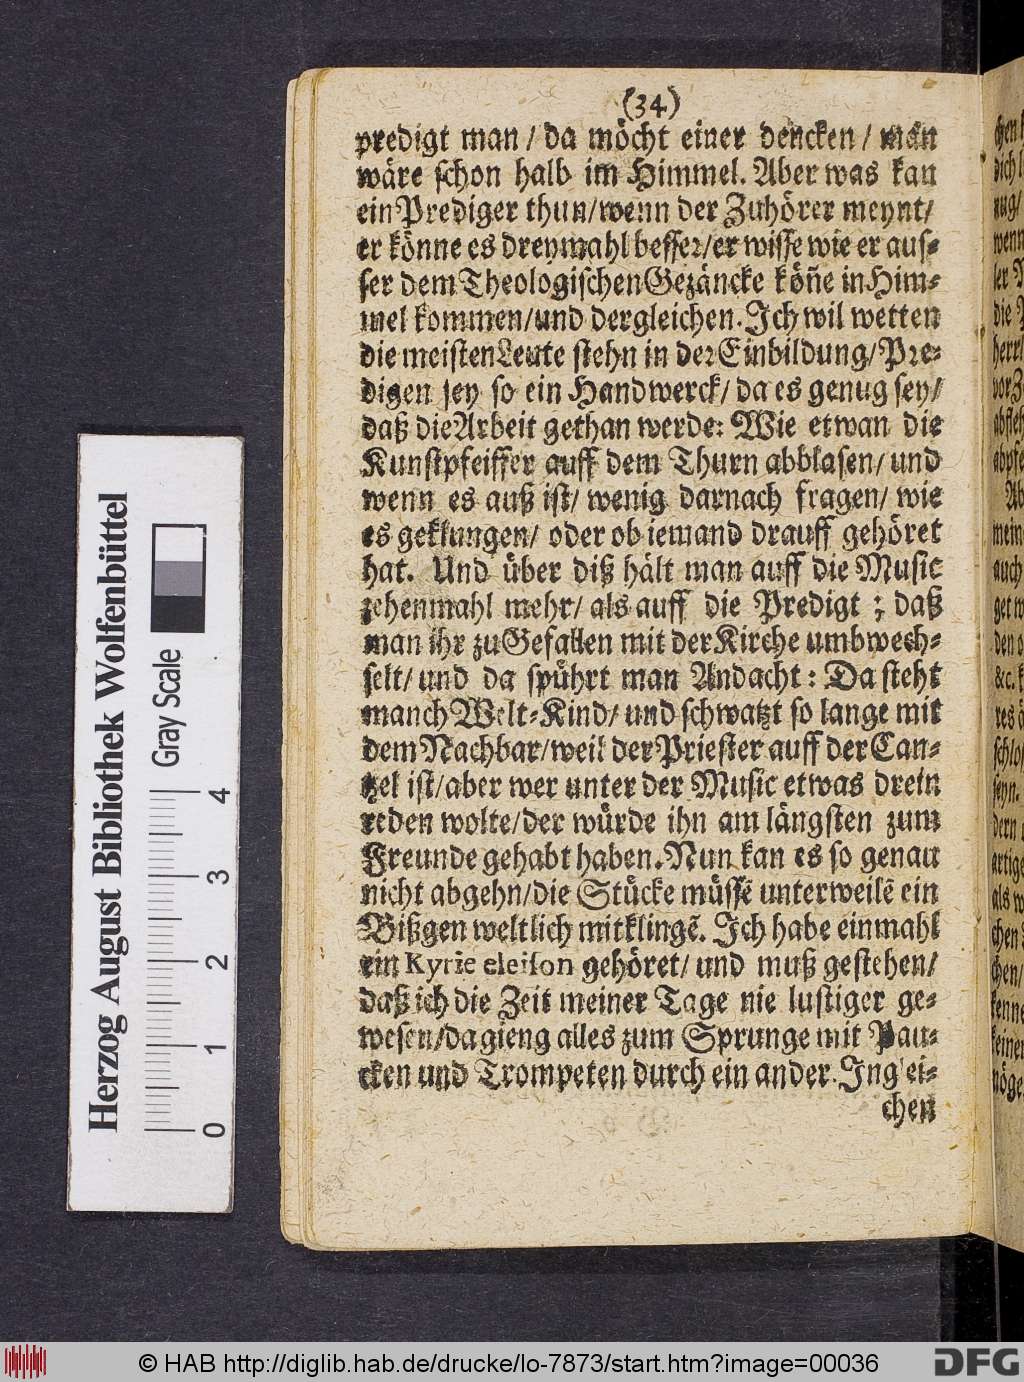 (34)
predigt man / da möcht einer dencken / man
wäre schon halb im Himmel. Aber was kan
ein Prediger thun/wenn der Zuhörer meynt/
er könne es dreymahl besser/er wisse wie er aus-
ser dem Theologischen Gezäncke köñe in Him-
mel kommen/und dergleichen. Ich wil wetten
die meisten Leute stehn in der Einbildung/Pre-
digen sey so ein Handwerck/ da es genug sey/
daß die Arbeit gethan werde: Wie etwan die
Kunstpfeiffer auff dem Thurn abblasen/ und
wenn es auß ist/ wenig darnach fragen/ wie
es geklungen/ oder ob iemand drauff gehöret
hat. Und über diß hält man auff die Music
zehenmahl mehr/ als auff die Predigt ; daß
man ihr zu Gefallen mit der Kirche umbwech-
selt/ und da spührt man Andacht : Da steht
manch Welt-Kind/ und schwatzt so lange mit
dem Nachbar/weil der Priester auff der Can-
tzel ist/aber wer unter der Music etwas drein
reden wolte/der würde ihn am längsten zum
Freunde gehabt haben. Nun kan es so genau
nicht abgehn/die Stücke müssẽ unterweilẽ ein
Bißgen weltlich mitklingẽ. Ich habe einmahl
ein Kyrie eleison gehöret/ und muß gestehen/
daß ich die Zeit meiner Tage nie lustiger ge-
wesen/da gieng alles zum Sprunge mit Pau-
cken und Trompeten durch ein ander. Ing ei-
chen
Herzog August Bibliothek Wolfenbüttel
Gray Scale
0 1 2 3 4
© HAB http://diglib.hab.de/drucke/lo-7873/start.htm?image=00036
DFG